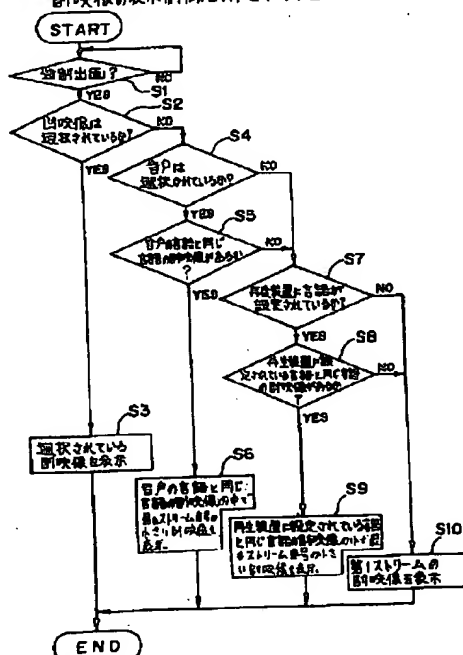 START
強制出画？
NO
S1
YES
S2
副映像は
選択されているか？
NO
S4
YES
音声は
選択されているか？
NO
YES
S5
音声の言語と同じ
言語の副映像があるか
？
NO
S7
YES
再生装置に言語が
設定されているか？
NO
YES
S8
再生装置に設
定されている言語と同じ言語
の副映像があるか
？
NO
YES
S3
選択されている
副映像を表示
S6
音声の言語と同じ
言語の副映像の中で
最もストリーム番号の
小さい副映像を
表示。
S9
再生装置に設定されている言語
と同じ言語の副映像の中で最
もストリーム番号の小さ
い副映像を表示。
S10
第1ストリームの
副映像を表示
END